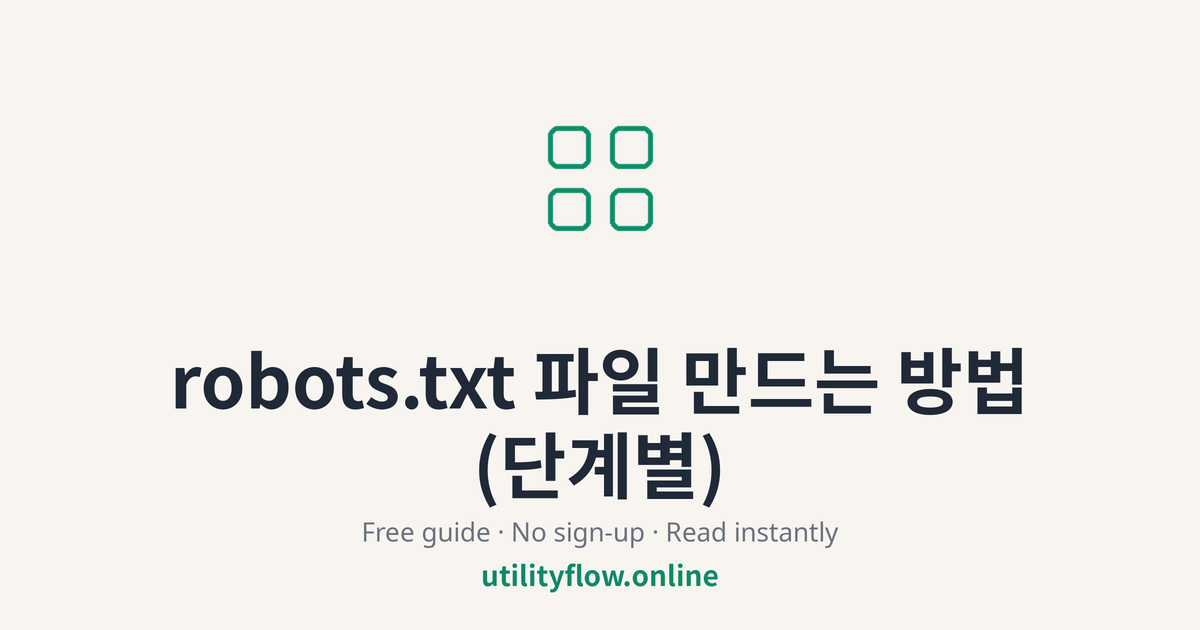 robots.txt 파일 만드는 방법
(단계별)
Free guide · No sign-up · Read instantly
utilityflow.online